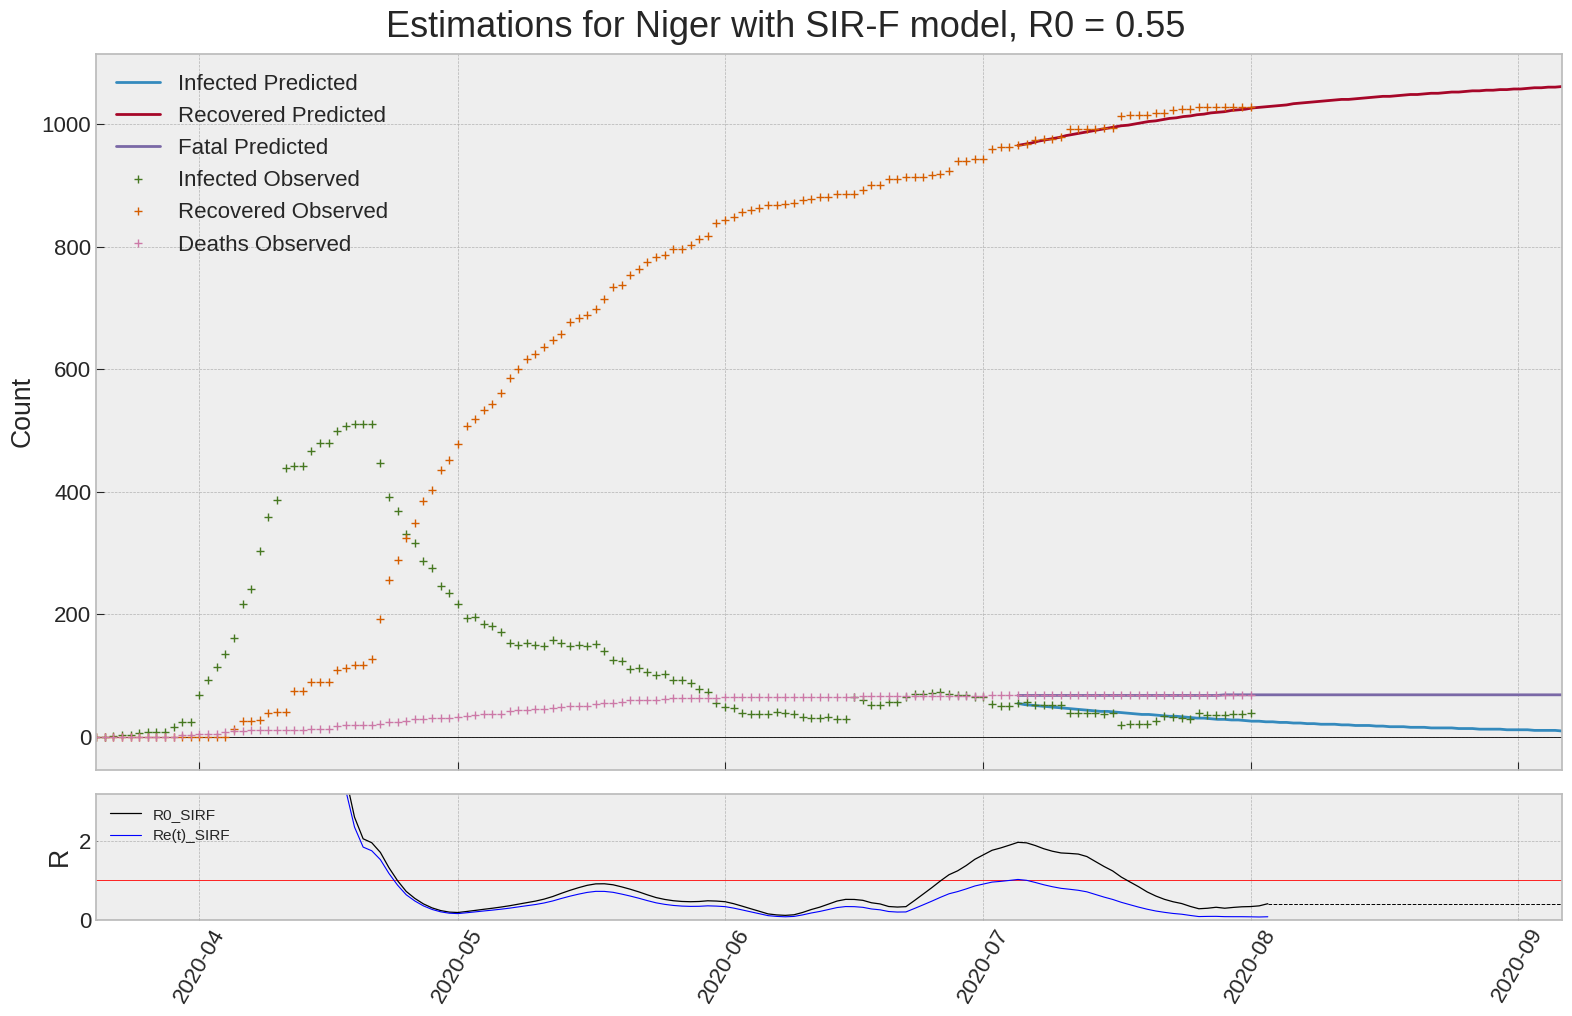 Estimations for Niger with SIR-F model, R0 = 0.55
Infected Predicted
Recovered Predicted
Fatal Predicted
Infected Observed
Recovered Observed
Deaths Observed
1000
800
600
400
200
0
Count
R0_SIRF
Re(t)_SIRF
2
0
R
2020-04
2020-05
2020-06
2020-07
2020-08
2020-09